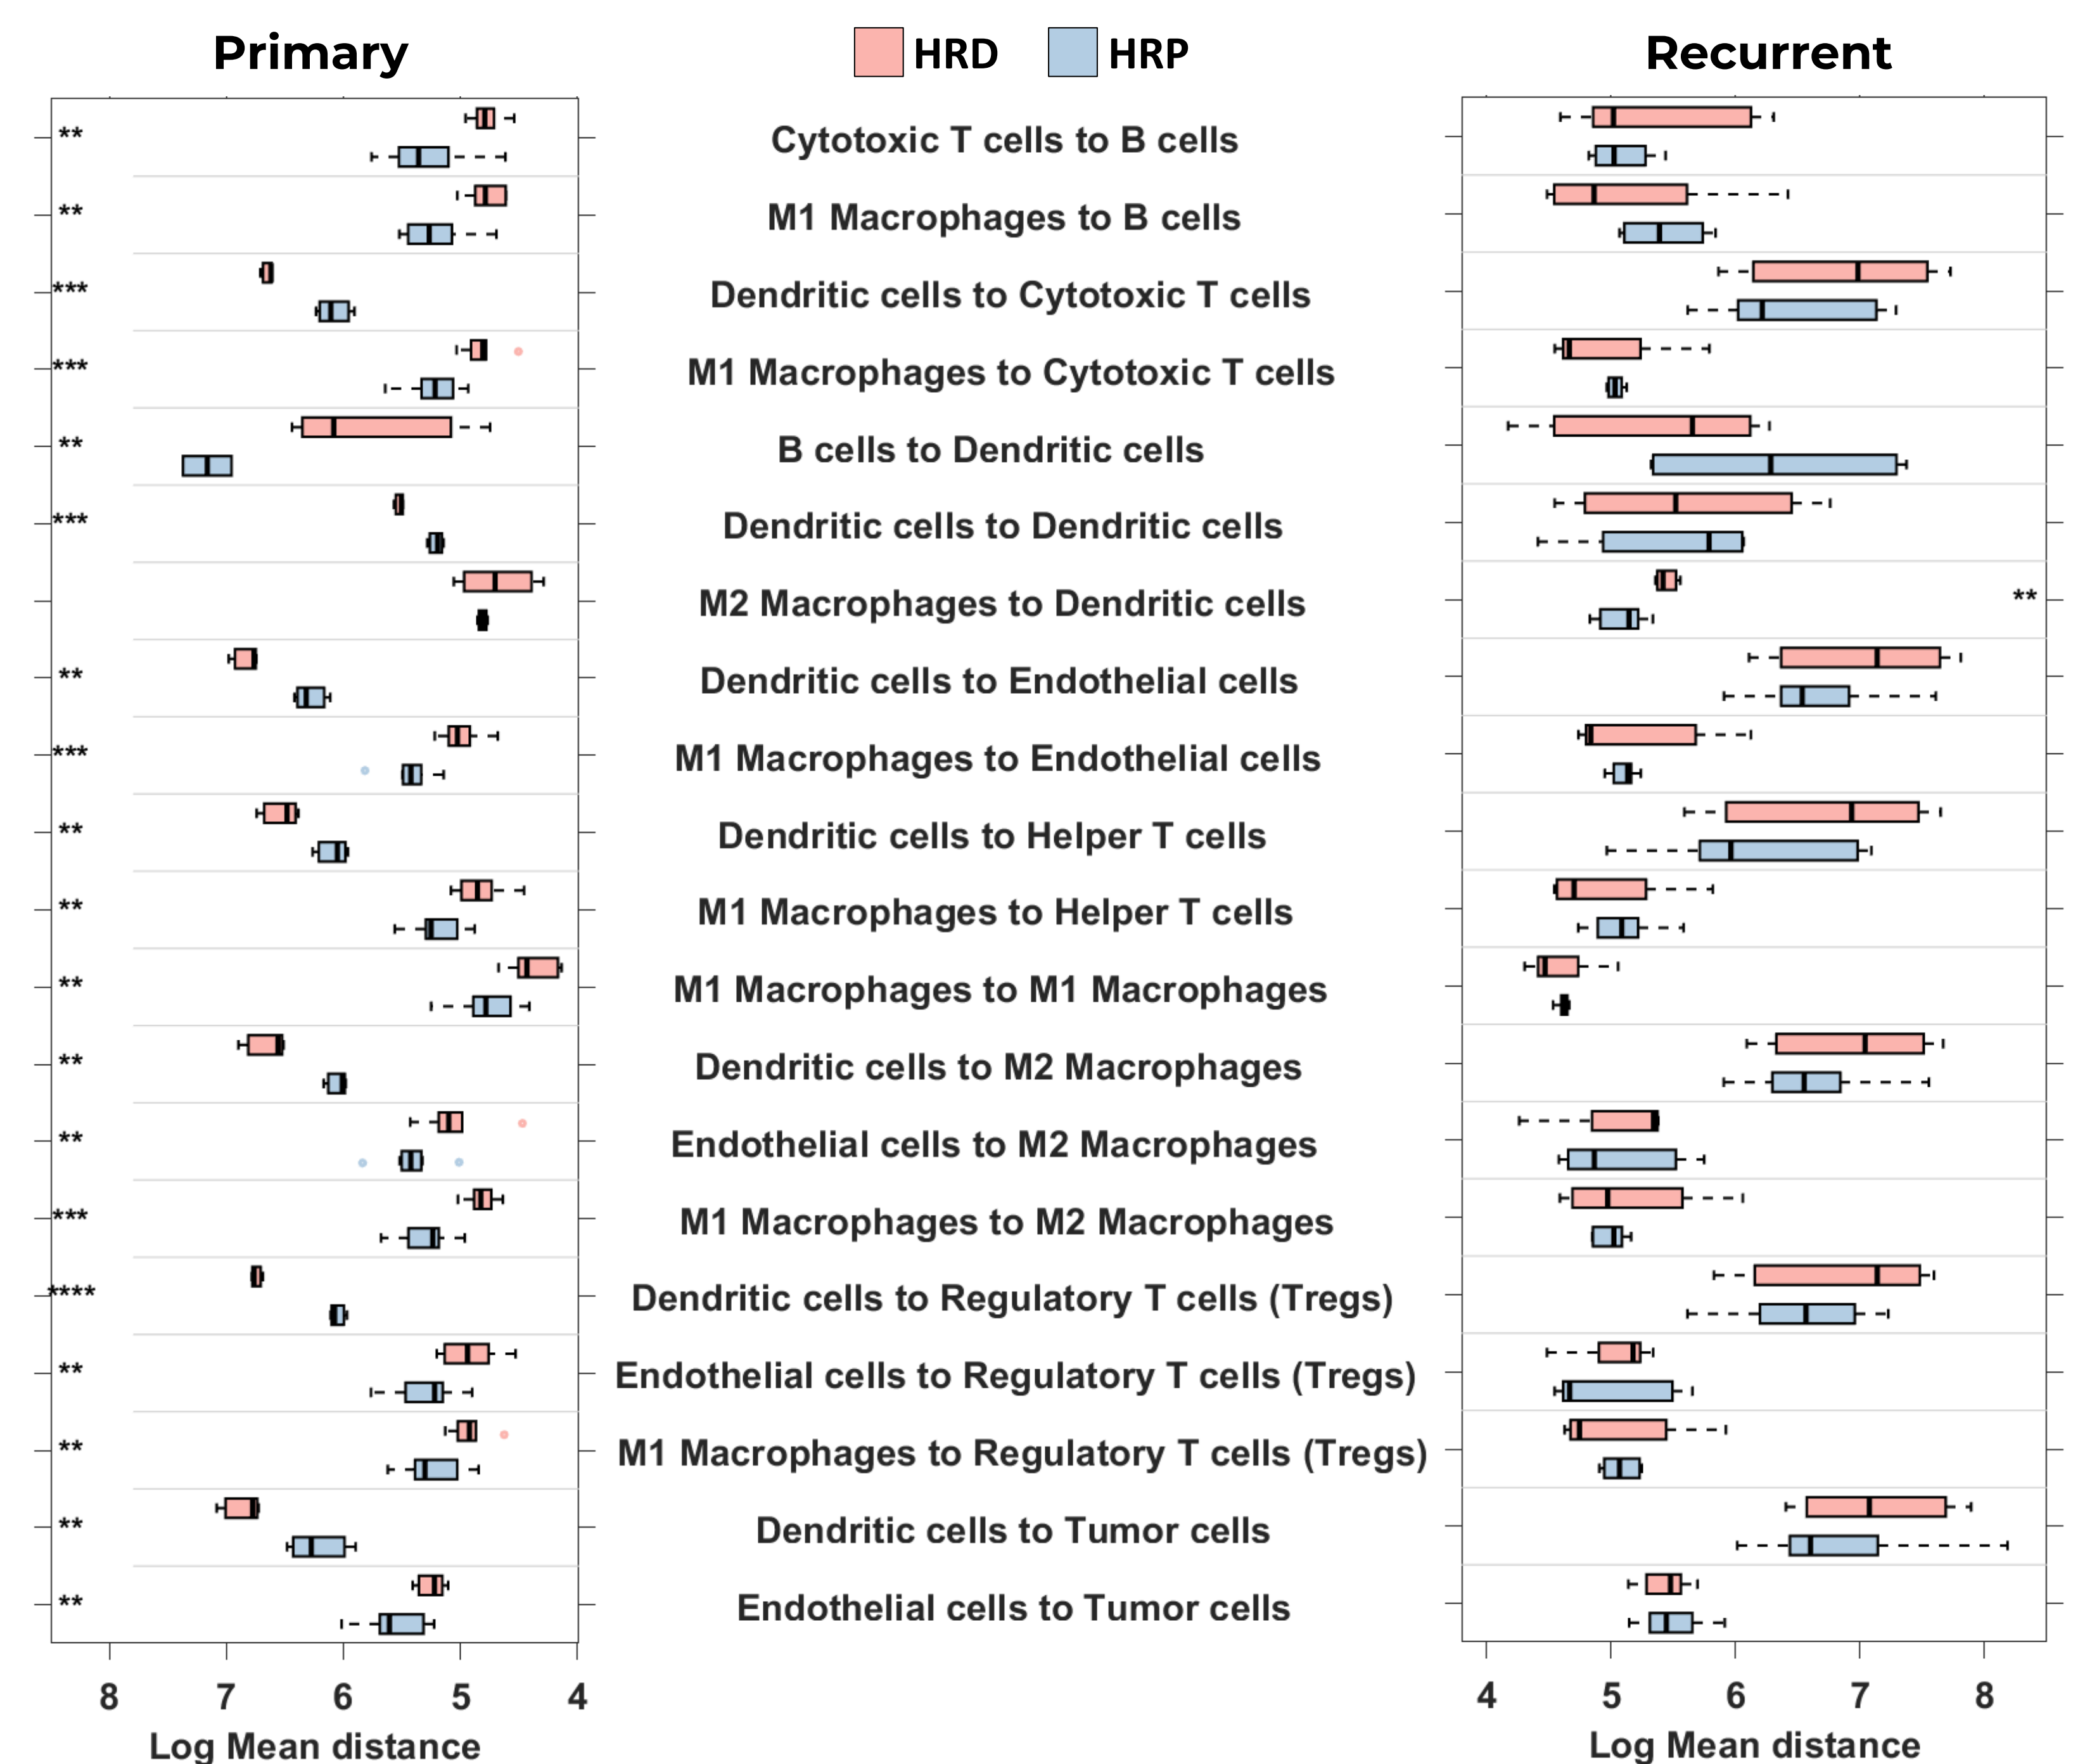 Primary
HRD
HRP
Recurrent
** Cytotoxic T cells to B cells
** M1 Macrophages to B cells
*** Dendritic cells to Cytotoxic T cells
*** M1 Macrophages to Cytotoxic T cells
** B cells to Dendritic cells
*** Dendritic cells to Dendritic cells
M2 Macrophages to Dendritic cells **
** Dendritic cells to Endothelial cells
*** M1 Macrophages to Endothelial cells
** Dendritic cells to Helper T cells
** M1 Macrophages to Helper T cells
** M1 Macrophages to M1 Macrophages
** Dendritic cells to M2 Macrophages
** Endothelial cells to M2 Macrophages
*** M1 Macrophages to M2 Macrophages
**** Dendritic cells to Regulatory T cells (Tregs)
** Endothelial cells to Regulatory T cells (Tregs)
** M1 Macrophages to Regulatory T cells (Tregs)
** Dendritic cells to Tumor cells
** Endothelial cells to Tumor cells
8 7 6 5 4
Log Mean distance
4 5 6 7 8
Log Mean distance